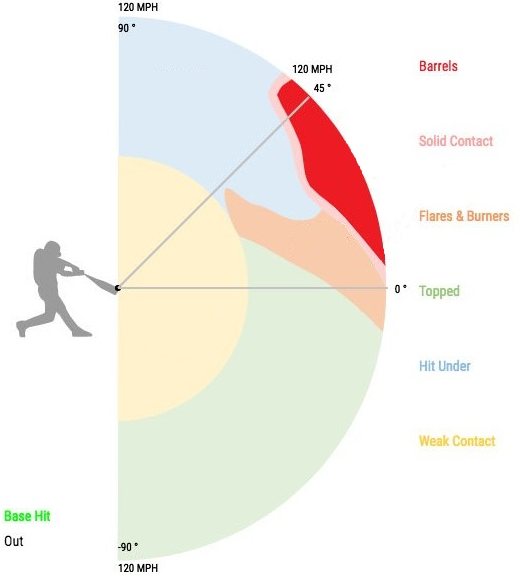 120 MPH
90 °
120 MPH
45 °
Barrels
Solid Contact
Flares & Burners
0 °
Topped
Hit Under
Weak Contact
Base Hit
Out
-90 °
120 MPH